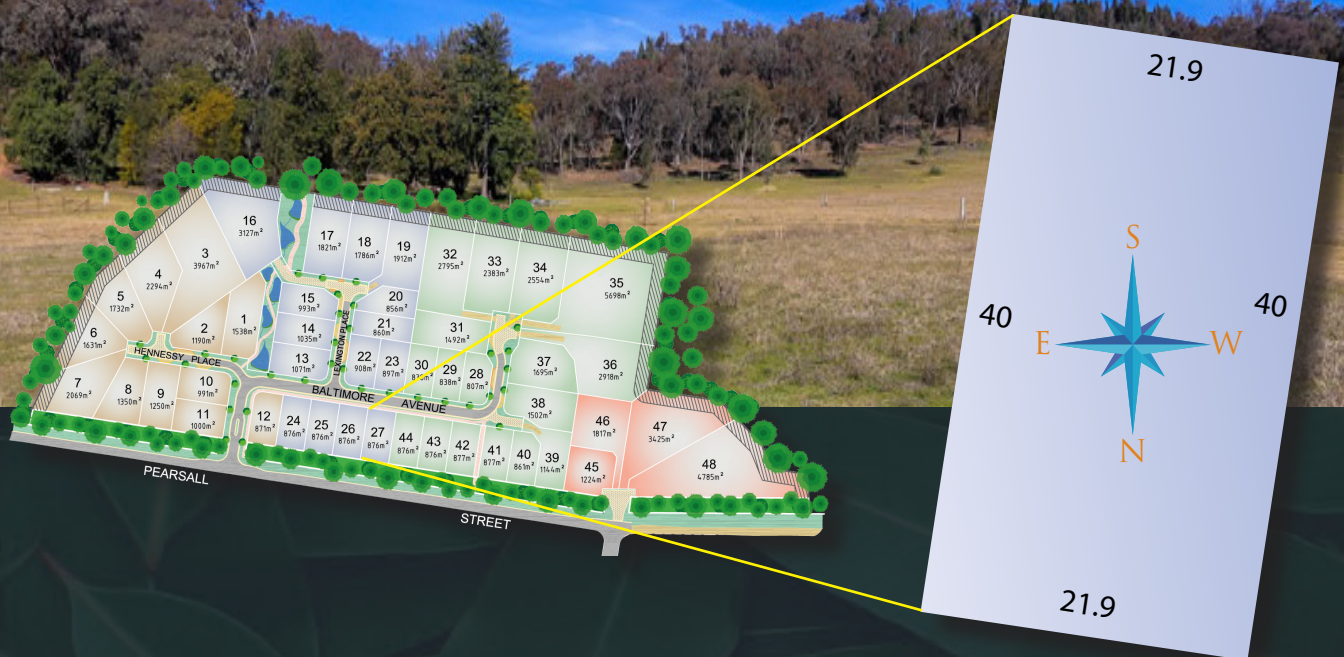 16
3127m²
3
3967m²
4
2294m²
5
1732m²
6
1631m²
7
2069m²
2
1190m²
1
1538m²
HENNESSY PLACE
8
1350m²
9
1250m²
10
991m²
11
1000m²
17
1821m²
18
1786m²
19
1912m²
15
993m²
14
1035m²
13
1071m²
20
856m²
21
860m²
22
908m²
23
897m²
30
29
838m²
28
807m²
32
2795m²
33
2383m²
34
2554m²
35
5698m²
31
1492m²
37
1695m²
36
2918m²
38
1502m²
BALTIMORE AVENUE
12
871m²
24
876m²
25
876m²
26
876m²
27
876m²
44
876m²
43
876m²
42
877m²
41
877m²
40
861m²
39
1144m²
46
1817m²
45
1224m²
47
3425m²
48
4785m²
PEARSALL STREET
21.9
S
40
40
E
W
N
21.9